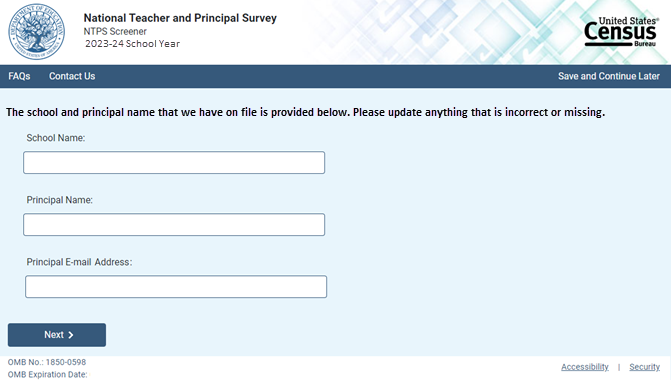 National Teacher and Principal Survey
NTPS Screener
2023-24 School Year
United States®
Census
Bureau
FAQs
Contact Us
Save and Continue Later
The school and principal name that we have on file is provided below. Please update anything that is incorrect or missing.
School Name:
Principal Name:
Principal E-mail Address:
Next
OMB No.: 1850-0598
OMB Expiration Date:
Accessibility | Security